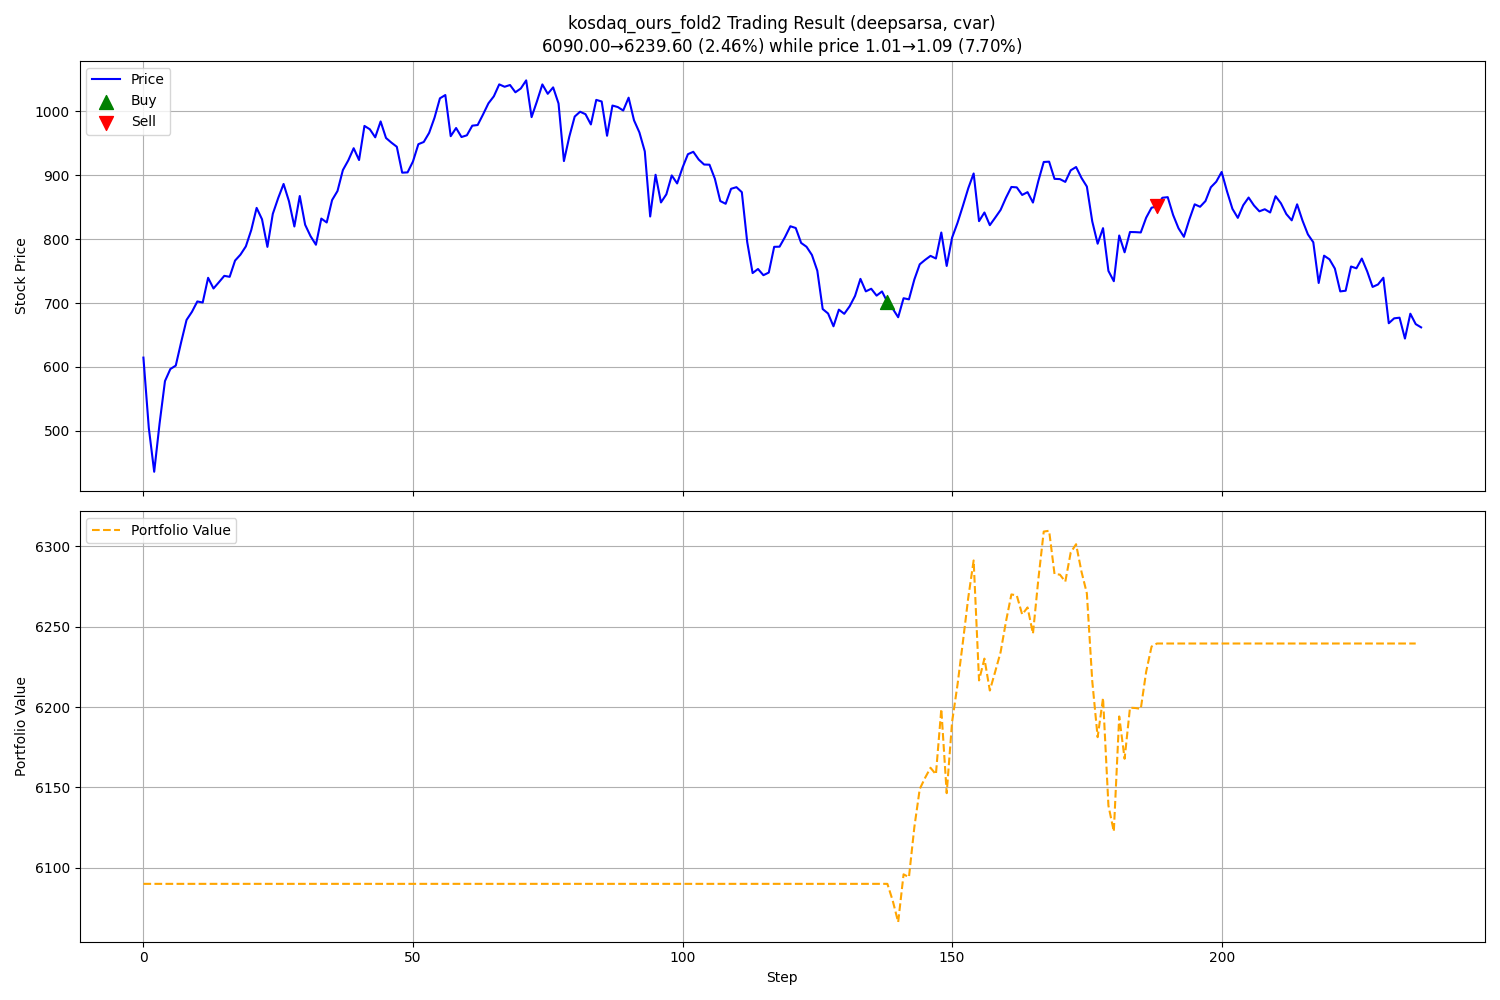 kosdaq_ours_fold2 Trading Result (deepsarsa, cvar)
6090.00→6239.60 (2.46%) while price 1.01→1.09 (7.70%)
Price
Buy
Sell
Stock Price
1000
900
800
700
600
500
Portfolio Value
Portfolio Value
6300
6250
6200
6150
6100
0 50 100 150 200
Step